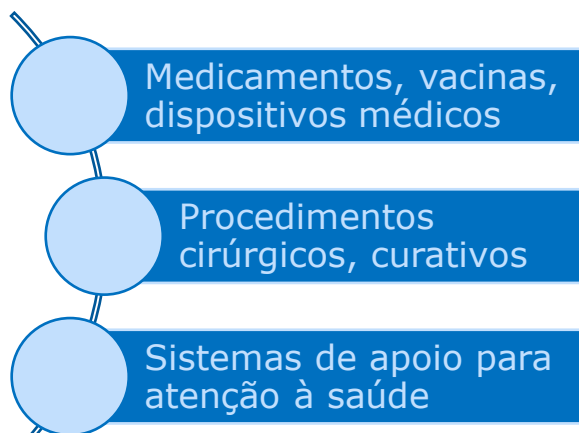 Medicamentos, vacinas,
dispositivos médicos
Procedimentos
cirúrgicos, curativos
Sistemas de apoio para
atenção à saúde